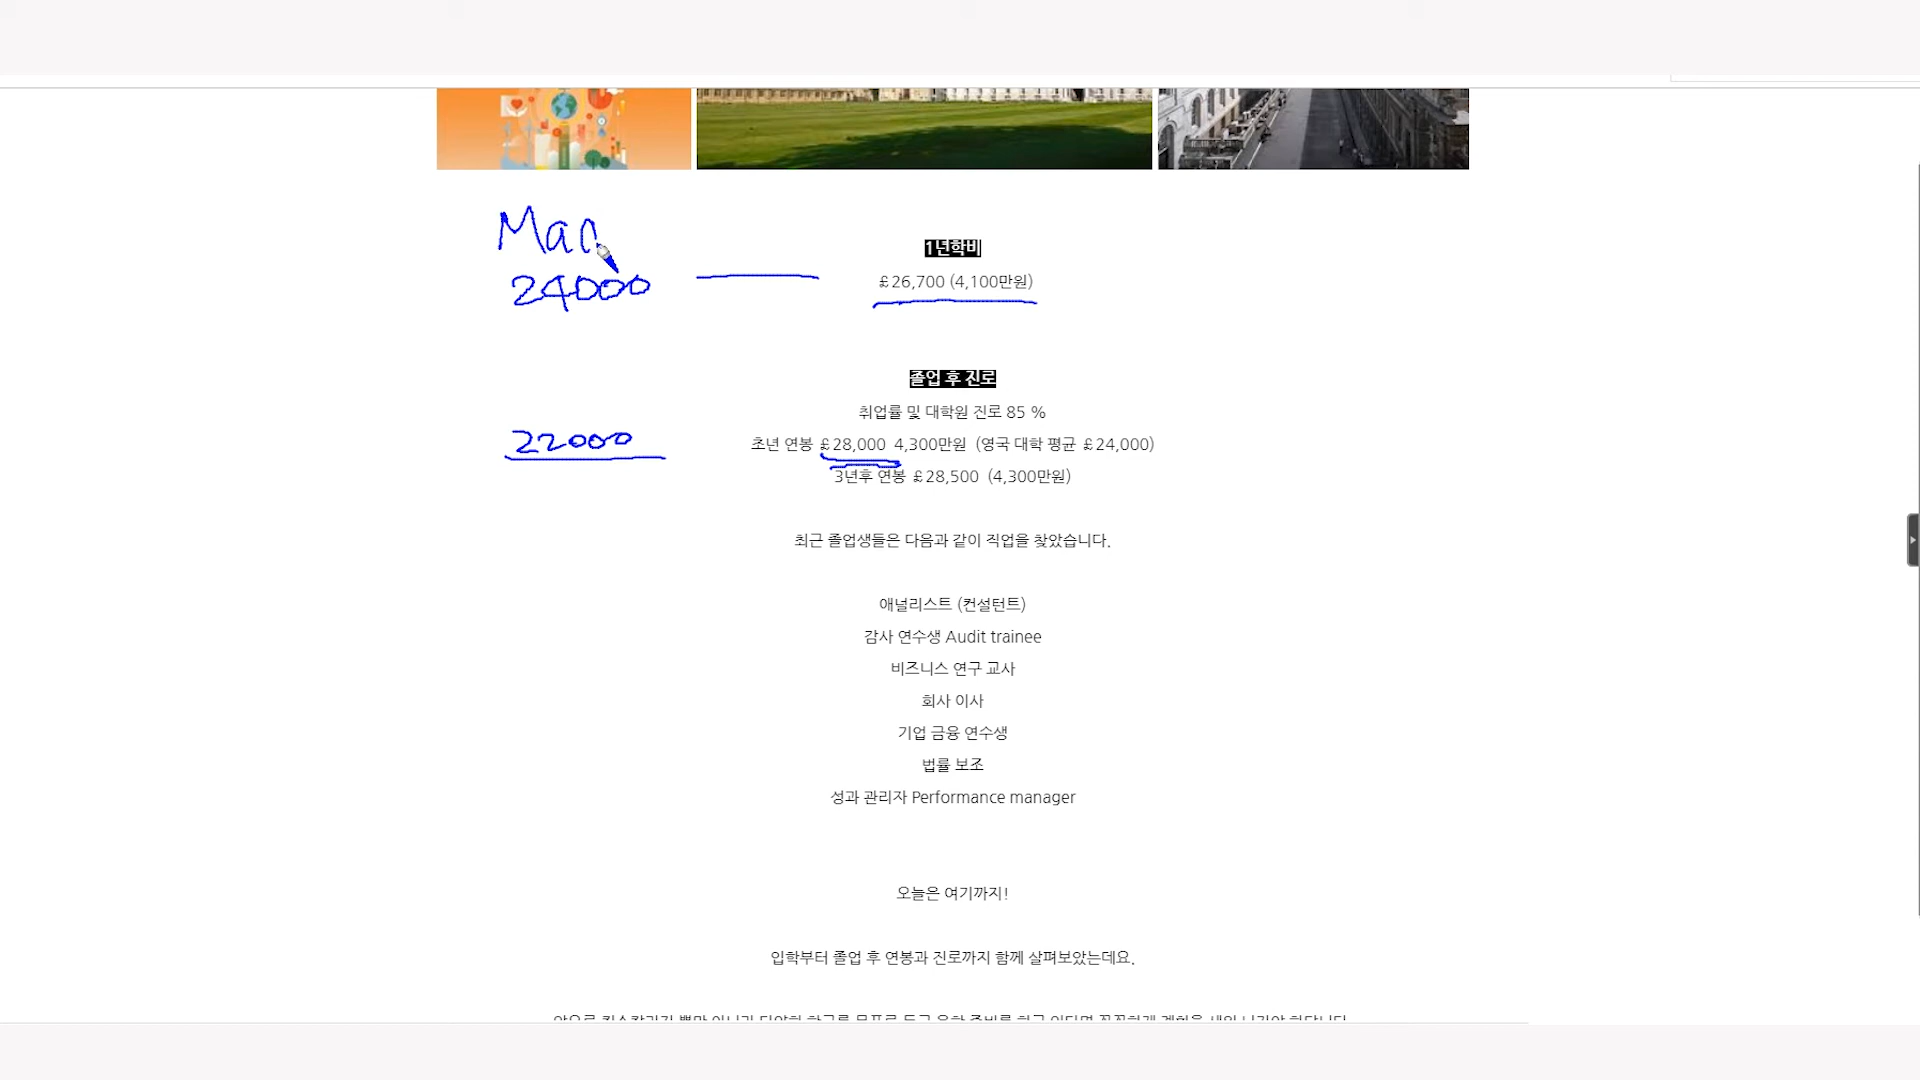 Mac
24000
1년학비
£26,700 (4,100만원)
졸업 후 진로
취업률 및 대학원 진로 85 %
22000
초년 연봉 £28,000 4,300만원 (영국 대학 평균 £24,000)
3년후 연봉 £28,500 (4,300만원)
최근 졸업생들은 다음과 같이 직업을 찾았습니다.
애널리스트 (컨설턴트)
감사 연수생 Audit trainee
비즈니스 연구 교사
회사 이사
기업 금융 연수생
법률 보조
성과 관리자 Performance manager
오늘은 여기까지!
입학부터 졸업 후 연봉과 진로까지 함께 살펴보았는데요.